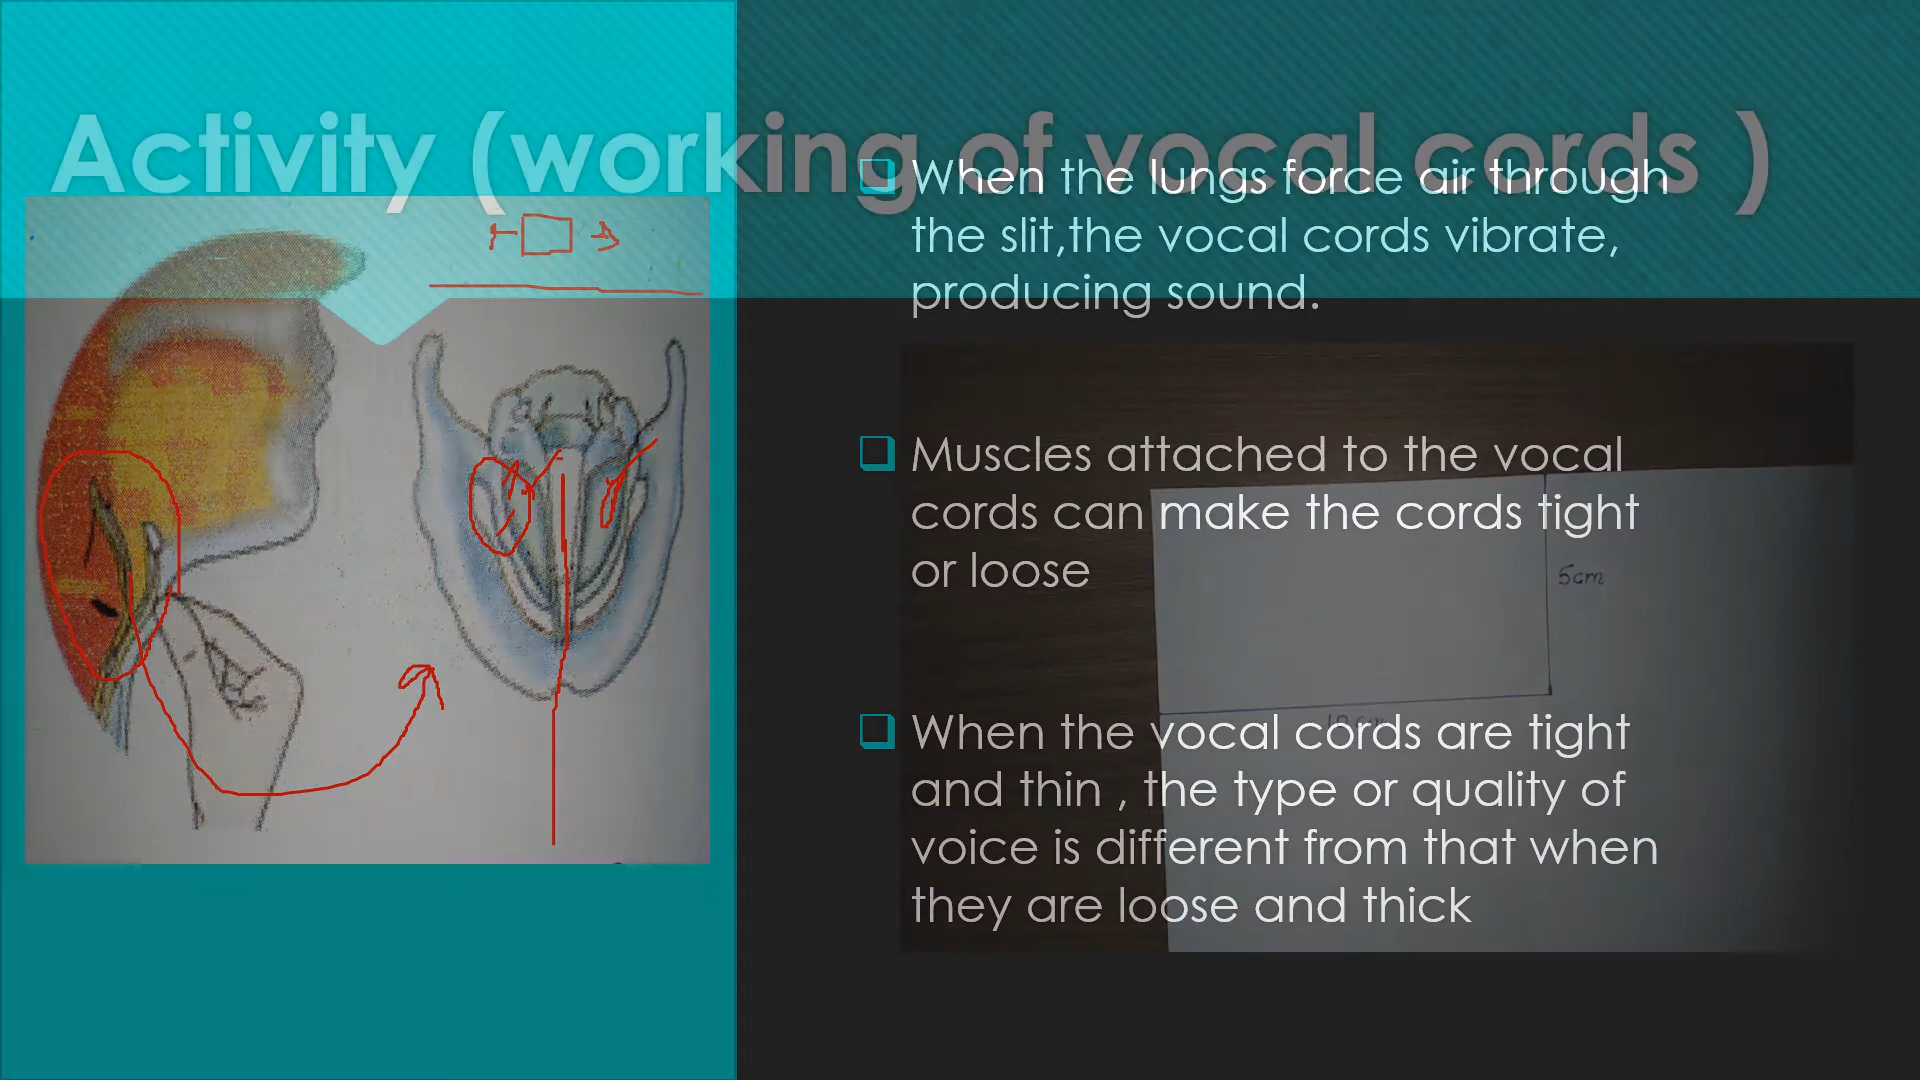 Activity (working of vocal cords )
When the lungs force air through
the slit,the vocal cords vibrate,
producing sound.
Muscles attached to the vocal
cords can make the cords tight
or loose
5cm
When the vocal cords are tight
and thin , the type or quality of
voice is different from that when
they are loose and thick